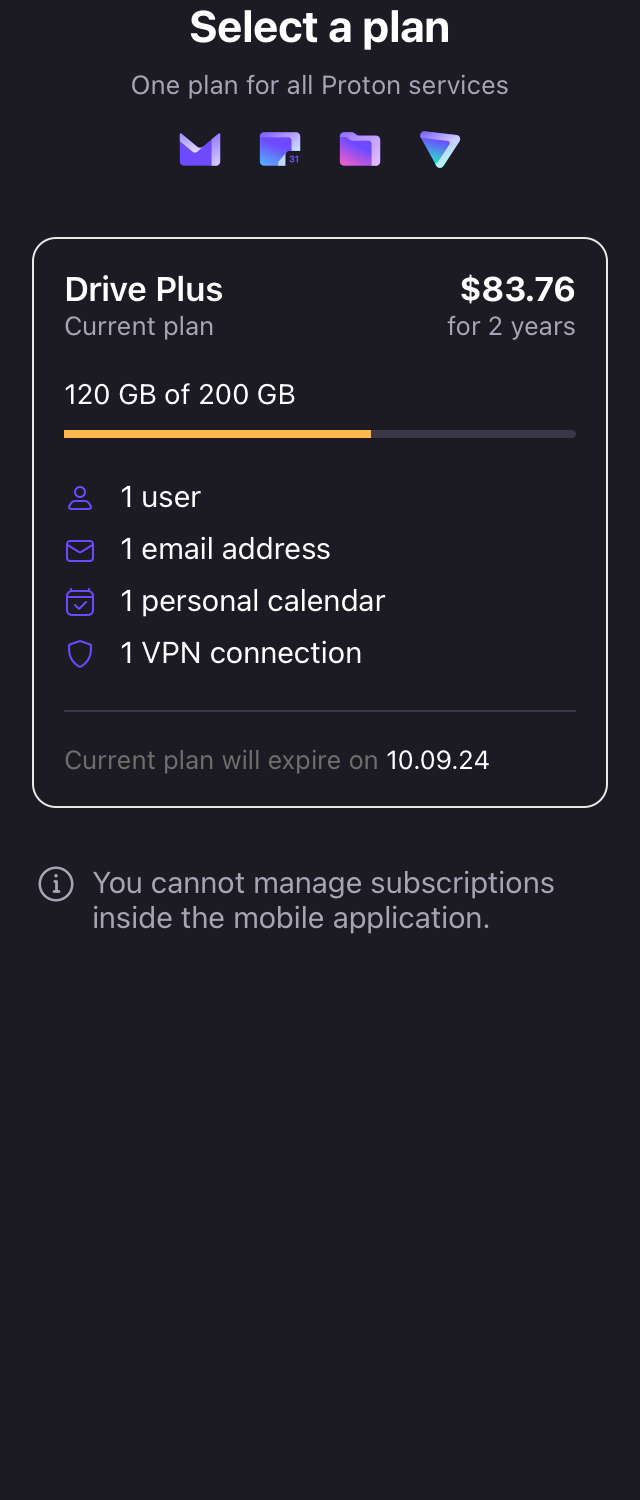 Select a plan
One plan for all Proton services
31
Drive Plus
$83.76
Current plan
for 2 years
120 GB of 200 GB
1 user
1 email address
1 personal calendar
1 VPN connection
Current plan will expire on 10.09.24
You cannot manage subscriptions
inside the mobile application.